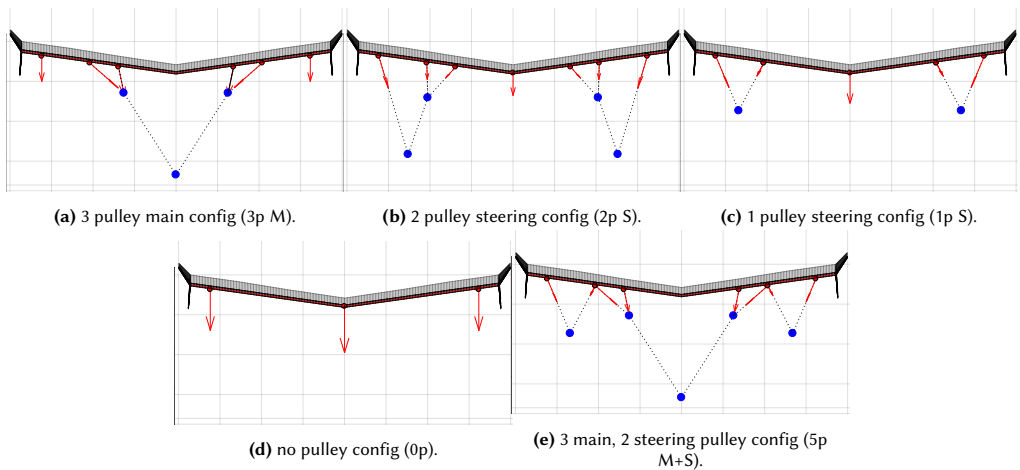 (a) 3 pulley main config (3p M).
(b) 2 pulley steering config (2p S).
(c) 1 pulley steering config (1p S).
(d) no pulley config (0p).
(e) 3 main, 2 steering pulley config (5p
M+S).